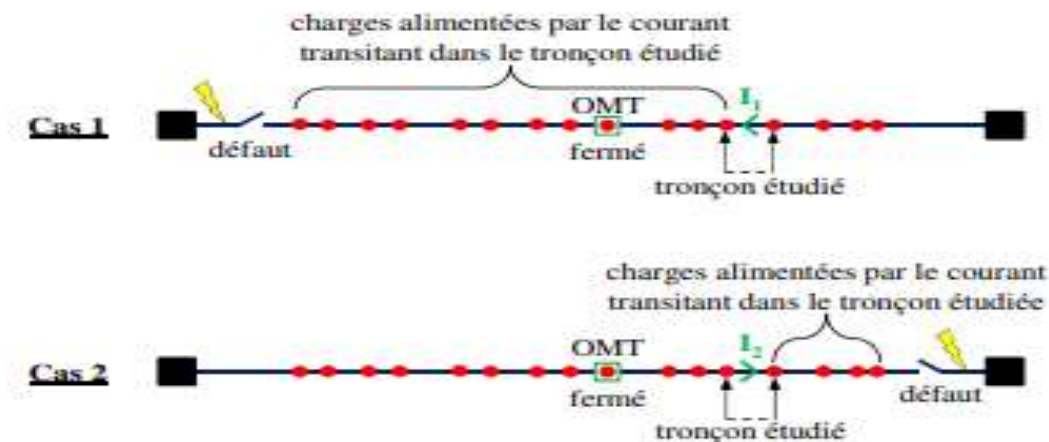 charges alimentées par le courant
transitant dans le tronçon étudié
Cas 1
OMT
I₁
défaut
fermé
tronçon étudié
charges alimentées par le courant
transitant dans le tronçon étudiée
Cas 2
OMT
I₂
fermé
défaut
tronçon étudié